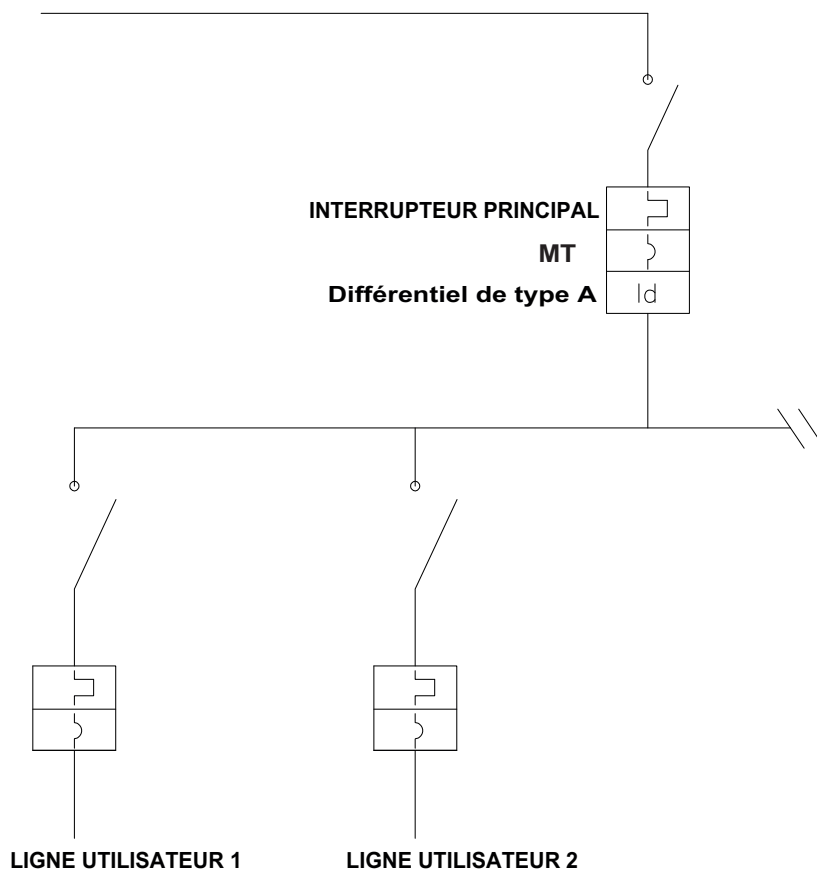 INTERRUPTEUR PRINCIPAL
MT
Différentiel de type A
Id
LIGNE UTILISATEUR 1
LIGNE UTILISATEUR 2